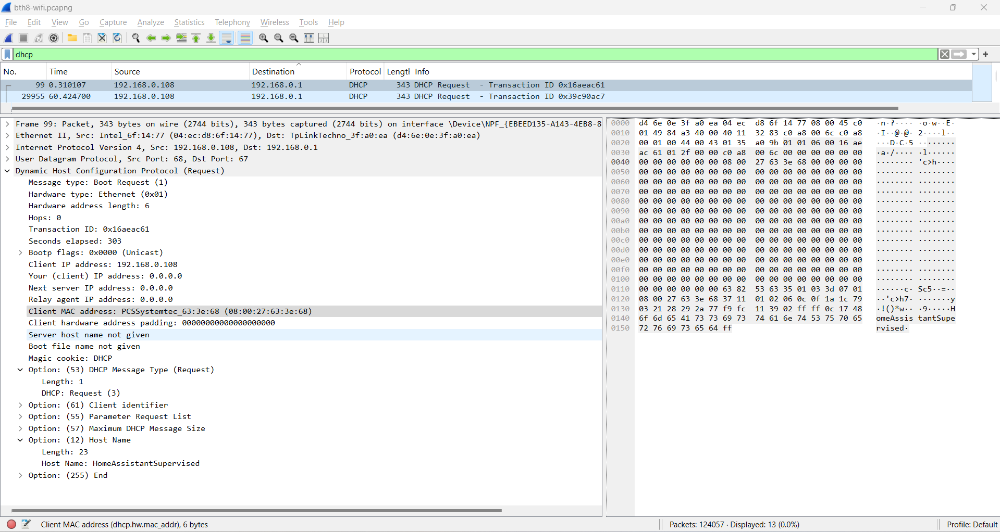 bth8-wifi.pcapng
File Edit View Go Capture Analyze Statistics Telephony Wireless Tools Help
dhcp
No. Time Source Destination Protocol Length Info
99 0.310107 192.168.0.108 192.168.0.1 DHCP 343 DHCP Request - Transaction ID 0x16aeac61
29955 60.424700 192.168.0.108 192.168.0.1 DHCP 343 DHCP Request - Transaction ID 0x39c90ac7
Frame 99: Packet, 343 bytes on wire (2744 bits), 343 bytes captured (2744 bits) on interface \Device\NPF_{EBEED135-A143-4EB8-8
Ethernet II, Src: Intel_6f:14:77 (04:ec:d8:6f:14:77), Dst: TpLinkTechno_3f:a0:ea (d4:6e:0e:3f:a0:ea)
Internet Protocol Version 4, Src: 192.168.0.108, Dst: 192.168.0.1
User Datagram Protocol, Src Port: 68, Dst Port: 67
Dynamic Host Configuration Protocol (Request)
Message type: Boot Request (1)
Hardware type: Ethernet (0x01)
Hardware address length: 6
Hops: 0
Transaction ID: 0x16aeac61
Seconds elapsed: 303
Bootp flags: 0x0000 (Unicast)
Client IP address: 192.168.0.108
Your (client) IP address: 0.0.0.0
Next server IP address: 0.0.0.0
Relay agent IP address: 0.0.0.0
Client MAC address: PCSSystemtec_63:3e:68 (08:00:27:63:3e:68)
Client hardware address padding: 00000000000000000000
Server host name not given
Boot file name not given
Magic cookie: DHCP
Option: (53) DHCP Message Type (Request)
Length: 1
DHCP: Request (3)
Option: (61) Client identifier
Option: (55) Parameter Request List
Option: (57) Maximum DHCP Message Size
Option: (12) Host Name
Length: 23
Host Name: HomeAssistantSupervised
Option: (255) End
0000 d4 6e 0e 3f a0 ea 04 ec d8 6f 14 77 08 00 45 c0 ·n·?···· ·o·w··E·
0010 01 49 84 a3 40 00 40 11 32 83 c0 a8 00 6c c0 a8 ·I··@·@· 2····l··
0020 00 01 00 44 00 43 01 35 a0 9b 01 01 06 00 16 ae ···D·C·5 ········
0030 ac 61 01 2f 00 00 c0 a8 00 6c 00 00 00 00 00 00 ·a·/···· ·l······
0040 00 00 00 00 00 00 08 00 27 63 3e 68 00 00 00 00 ········ 'c>h····
0050 00 00 00 00 00 00 00 00 00 00 00 00 00 00 00 00 ········ ········
0060 00 00 00 00 00 00 00 00 00 00 00 00 00 00 00 00 ········ ········
0070 00 00 00 00 00 00 00 00 00 00 00 00 00 00 00 00 ········ ········
0080 00 00 00 00 00 00 00 00 00 00 00 00 00 00 00 00 ········ ········
0090 00 00 00 00 00 00 00 00 00 00 00 00 00 00 00 00 ········ ········
00a0 00 00 00 00 00 00 00 00 00 00 00 00 00 00 00 00 ········ ········
00b0 00 00 00 00 00 00 00 00 00 00 00 00 00 00 00 00 ········ ········
00c0 00 00 00 00 00 00 00 00 00 00 00 00 00 00 00 00 ········ ········
00d0 00 00 00 00 00 00 00 00 00 00 00 00 00 00 00 00 ········ ········
00e0 00 00 00 00 00 00 00 00 00 00 00 00 00 00 00 00 ········ ········
00f0 00 00 00 00 00 00 00 00 00 00 00 00 00 00 00 00 ········ ········
0100 00 00 00 00 00 00 00 00 00 00 00 00 00 00 00 00 ········ ········
0110 00 00 00 00 00 00 63 82 53 63 35 01 03 3d 07 01 ······c· Sc5··=··
0120 08 00 27 63 3e 68 37 11 01 02 06 0c 0f 1a 1c 79 ··'c>h7· ·······y
0130 03 21 28 29 2a 77 f9 fc 11 39 02 ff ff 0c 17 48 ·!()*w·· ·9·····H
0140 6f 6d 65 41 73 73 69 73 74 61 6e 74 53 75 70 65 omeAssis tantSupe
0150 72 76 69 73 65 64 ff rvised·
Client MAC address (dhcp.hw.mac_addr), 6 bytes
Packets: 124057 · Displayed: 13 (0.0%)
Profile: Default